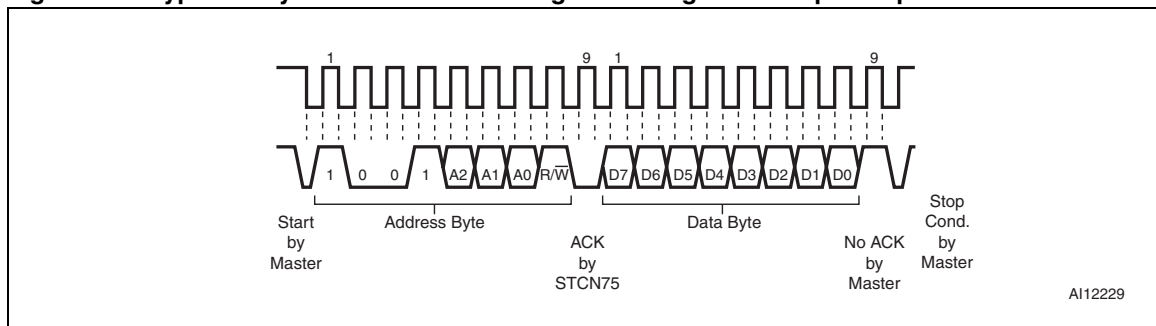 1 9 1 9
1 0 0 1 A2 A1 A0 R/W̅ D7 D6 D5 D4 D3 D2 D1 D0
Address Byte
Data Byte
Start
by
Master
ACK
by
STCN75
No ACK
by
Master
Stop
Cond.
by
Master
AI12229